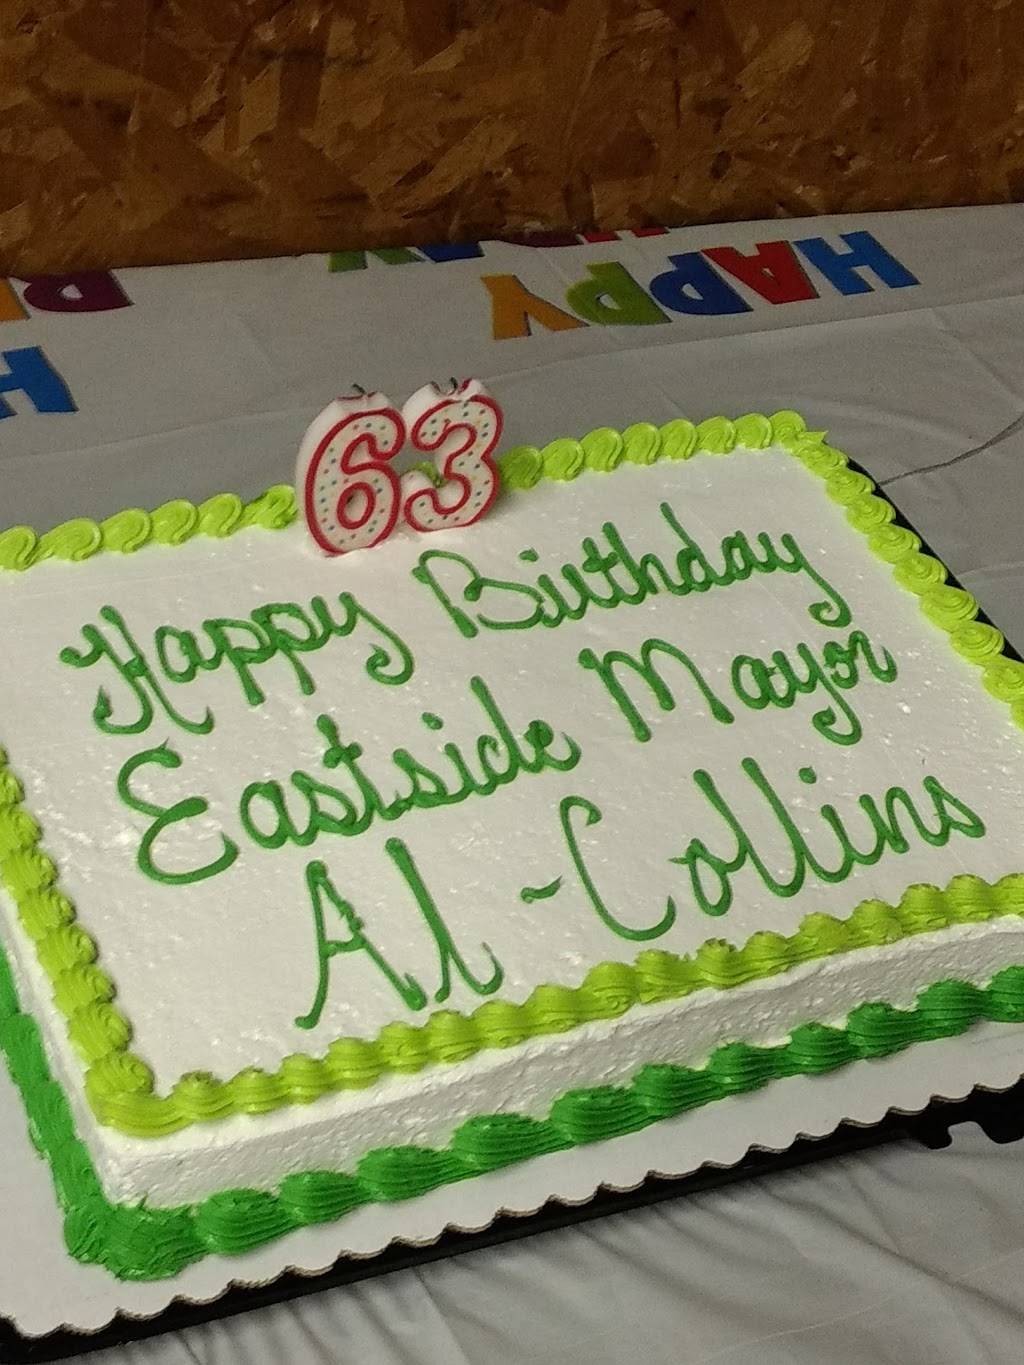 HAPPY
63
Happy Birthday
Eastside Mayor
Al-Collins